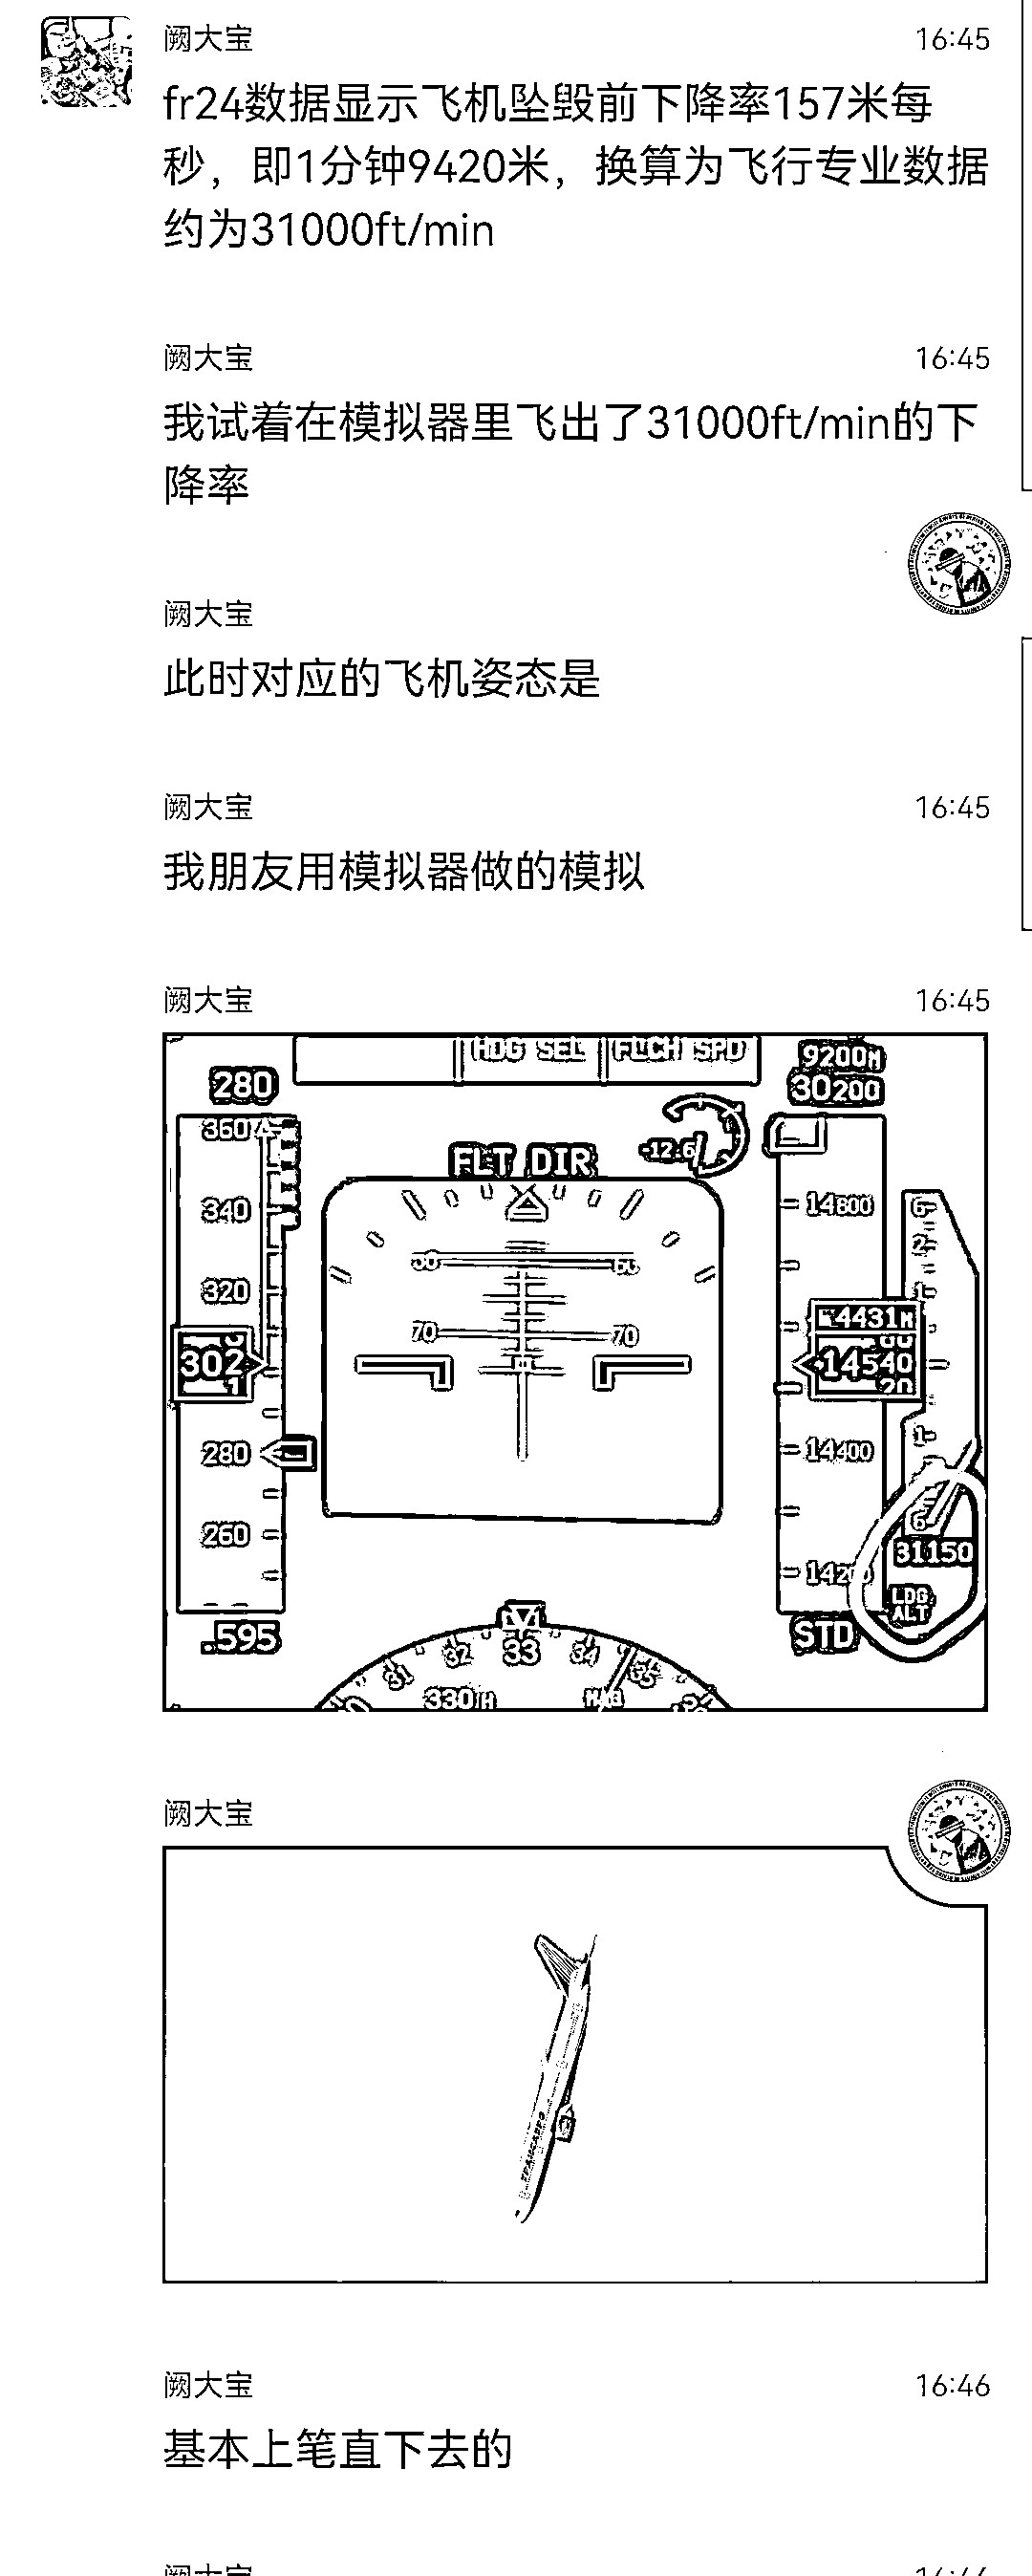 阙大宝 16:45
fr24数据显示飞机坠毁前下降率157米每
秒，即1分钟9420米，换算为飞行专业数据
约为31000ft/min
阙大宝 16:45
我试着在模拟器里飞出了31000ft/min的下
降率
阙大宝
此时对应的飞机姿态是
阙大宝 16:45
我朋友用模拟器做的模拟
阙大宝 16:45
HDG SEL FLCH SPD
9200M
280 30200
360
-12.6
FLT DIR
340 14800
6
2
320 1
70 70
4431M
302 14540
20
280 14400
1
6
260
31150
14200
LDG
ALT
.595 STD
31 32 33 34 35
330H MAG
阙大宝
阙大宝 16:46
基本上笔直下去的